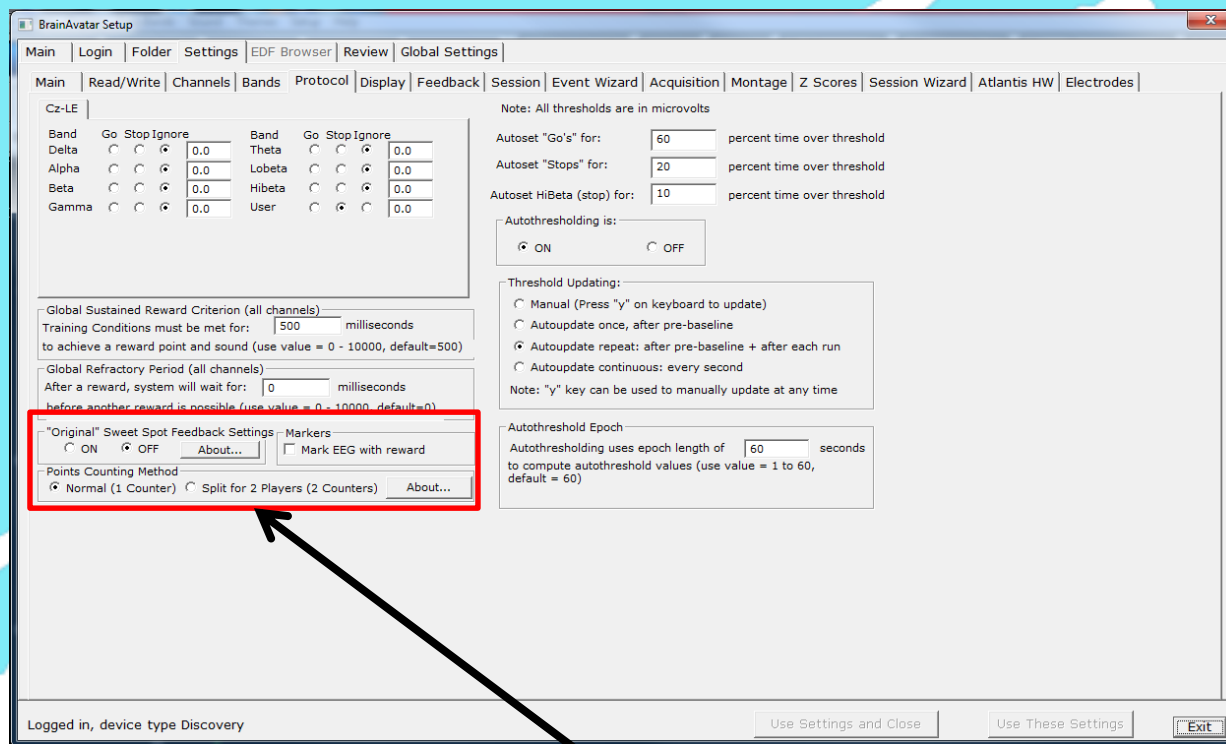 BrainAvatar Setup
Main Login Folder Settings EDF Browser Review Global Settings
Main Read/Write Channels Bands Protocol Display Feedback Session Event Wizard Acquisition Montage Z Scores Session Wizard Atlantis HW Electrodes
Cz-LE
Band Go Stop Ignore Band Go Stop Ignore
Delta 0.0 Theta 0.0
Alpha 0.0 Lobeta 0.0
Beta 0.0 Hibeta 0.0
Gamma 0.0 User 0.0
Global Sustained Reward Criterion (all channels)
Training Conditions must be met for: 500 milliseconds
to achieve a reward point and sound (use value = 0 - 10000, default=500)
Global Refractory Period (all channels)
After a reward, system will wait for: 0 milliseconds
before another reward is possible (use value = 0 - 10000, default=0)
"Original" Sweet Spot Feedback Settings Markers
ON OFF About... Mark EEG with reward
Points Counting Method
Normal (1 Counter) Split for 2 Players (2 Counters) About...
Note: All thresholds are in microvolts
Autoset "Go's" for: 60 percent time over threshold
Autoset "Stops" for: 20 percent time over threshold
Autoset HiBeta (stop) for: 10 percent time over threshold
Autothresholding is:
ON OFF
Threshold Updating:
Manual (Press "y" on keyboard to update)
Autoupdate once, after pre-baseline
Autoupdate repeat: after pre-baseline + after each run
Autoupdate continuous: every second
Note: "y" key can be used to manually update at any time
Autothreshold Epoch
Autothresholding uses epoch length of 60 seconds
to compute autothreshold values (use value = 1 to 60,
default = 60)
Logged in, device type Discovery Use Settings and Close Use These Settings Exit